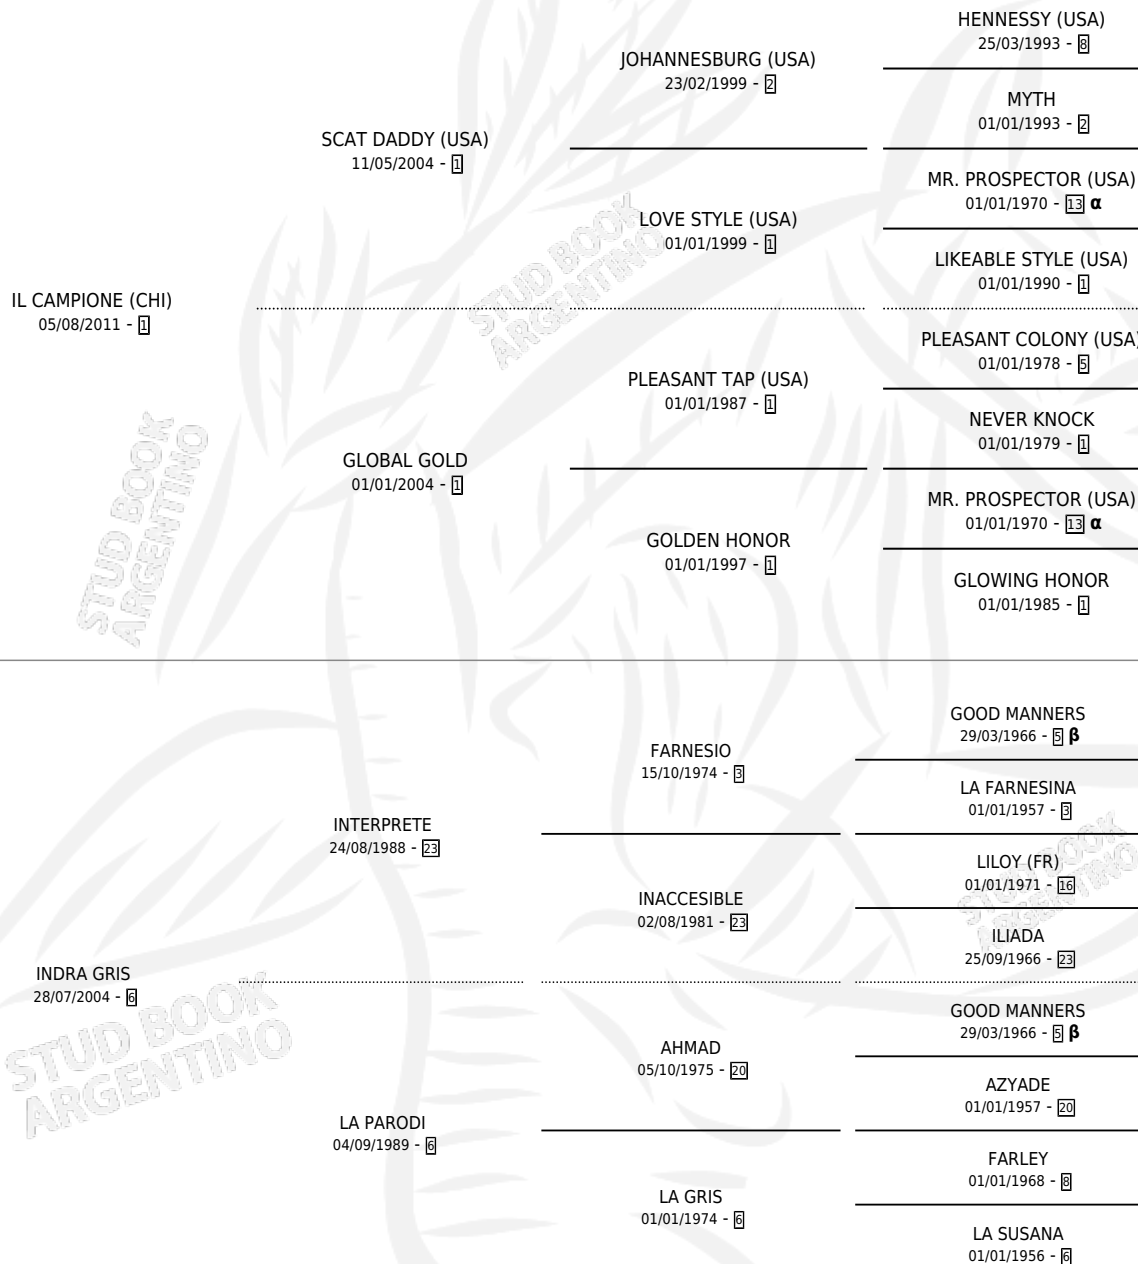 HENNESSY (USA)
25/03/1993 - 8
JOHANNESBURG (USA)
23/02/1999 - 2
MYTH
01/01/1993 - 2
SCAT DADDY (USA)
11/05/2004 - 1
MR. PROSPECTOR (USA)
01/01/1970 - 13 α
LOVE STYLE (USA)
01/01/1999 - 1
LIKEABLE STYLE (USA)
01/01/1990 - 1
IL CAMPIONE (CHI)
05/08/2011 - 1
PLEASANT COLONY (USA)
01/01/1978 - 5
PLEASANT TAP (USA)
01/01/1987 - 1
NEVER KNOCK
01/01/1979 - 1
GLOBAL GOLD
01/01/2004 - 1
MR. PROSPECTOR (USA)
01/01/1970 - 13 α
GOLDEN HONOR
01/01/1997 - 1
GLOWING HONOR
01/01/1985 - 1
GOOD MANNERS
29/03/1966 - 5 β
FARNESIO
15/10/1974 - 3
LA FARNESINA
01/01/1957 - 3
INTERPRETE
24/08/1988 - 23
LILOY (FR)
01/01/1971 - 16
INACCESIBLE
02/08/1981 - 23
ILIADA
25/09/1966 - 23
INDRA GRIS
28/07/2004 - 6
GOOD MANNERS
29/03/1966 - 5 β
AHMAD
05/10/1975 - 20
AZYADE
01/01/1957 - 20
LA PARODI
04/09/1989 - 6
FARLEY
01/01/1968 - 8
LA GRIS
01/01/1974 - 6
LA SUSANA
01/01/1956 - 6
STUD BOOK
ARGENTINO
STUD BOOK
ARGENTINO
STUD BOOK
ARGENTINO
STUD BOOK
ARGENTINO